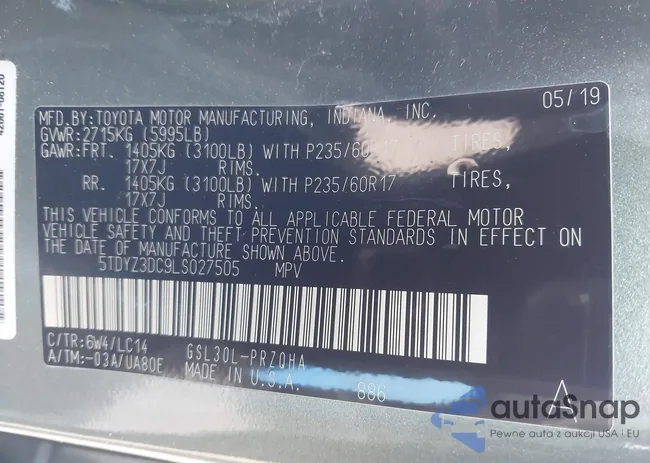 MFD.BY:TOYOTA MOTOR MANUFACTURING, INDIANA, INC. 05/19
GVWR:2715KG (5995LB)
GAWR:FRT. 1405KG (3100LB) WITH P235/60R17 TIRES,
17X7J RIMS.
RR. 1405KG (3100LB) WITH P235/60R17 TIRES,
17X7J RIMS.
THIS VEHICLE CONFORMS TO ALL APPLICABLE FEDERAL MOTOR
VEHICLE SAFETY AND THEFT PREVENTION STANDARDS IN EFFECT ON
THE DATE OF MANUFACTURE SHOWN ABOVE.
5TDYZ3DC9LS027505 MPV
C/TR:6W4/LC14 GSL30L-PRZQHA
A/TM:-03A/UA80E MADE IN U.S.A. 886
autoSnap
Pewne auta z aukcji USA i EU